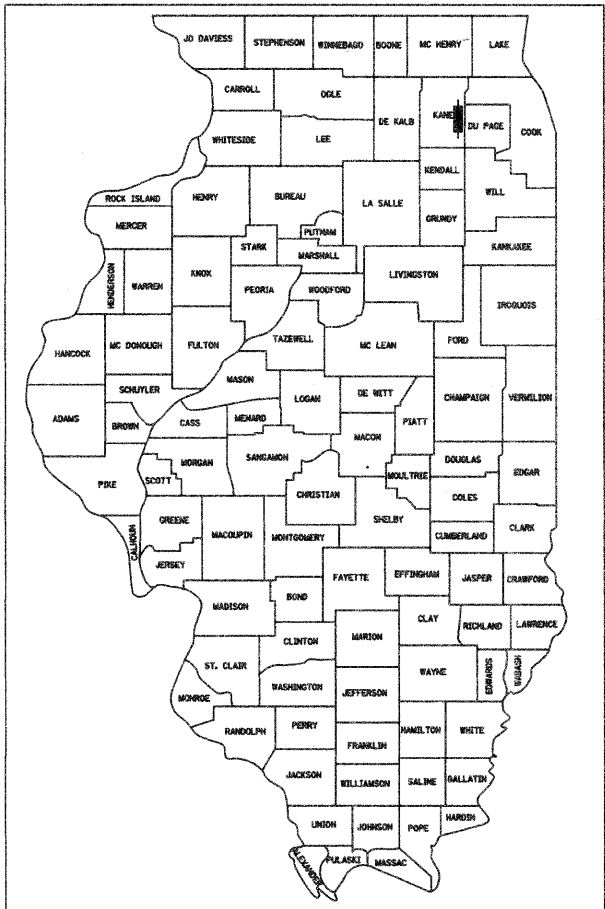 JO DAVIESS
STEPHENSON
WINNEBAGO
BOONE
MC HENRY
LAKE
CARROLL
OGLE
DE KALB
KANE
DU PAGE
COOK
WHITESIDE
LEE
KENDALL
WILL
ROCK ISLAND
HENRY
BUREAU
LA SALLE
GRUNDY
MERCER
PUTNAM
STARK
MARSHALL
KANKAKEE
HENDERSON
WARREN
KNOX
PEORIA
WOODFORD
LIVINGSTON
IROQUOIS
HANCOCK
MC DONOUGH
FULTON
TAZEWELL
MC LEAN
FORD
SCHUYLER
MASON
LOGAN
DE WITT
CHAMPAIGN
VERMILION
ADAMS
BROWN
CASS
MENARD
PIATT
MACON
PIKE
SCOTT
MORGAN
SANGAMON
CHRISTIAN
MOULTRIE
DOUGLAS
EDGAR
COLES
CALHOUN
GREENE
MACOUPIN
MONTGOMERY
SHELBY
CUMBERLAND
CLARK
JERSEY
FAYETTE
EFFINGHAM
JASPER
CRAWFORD
MADISON
BOND
CLAY
RICHLAND
LAWRENCE
CLINTON
MARION
ST. CLAIR
WAYNE
EDWARDS
WABASH
MONROE
WASHINGTON
JEFFERSON
RANDOLPH
PERRY
HAMILTON
WHITE
FRANKLIN
JACKSON
WILLIAMSON
SALINE
GALLATIN
UNION
JOHNSON
POPE
HARDIN
ALEXANDER
PULASKI
MASSAC